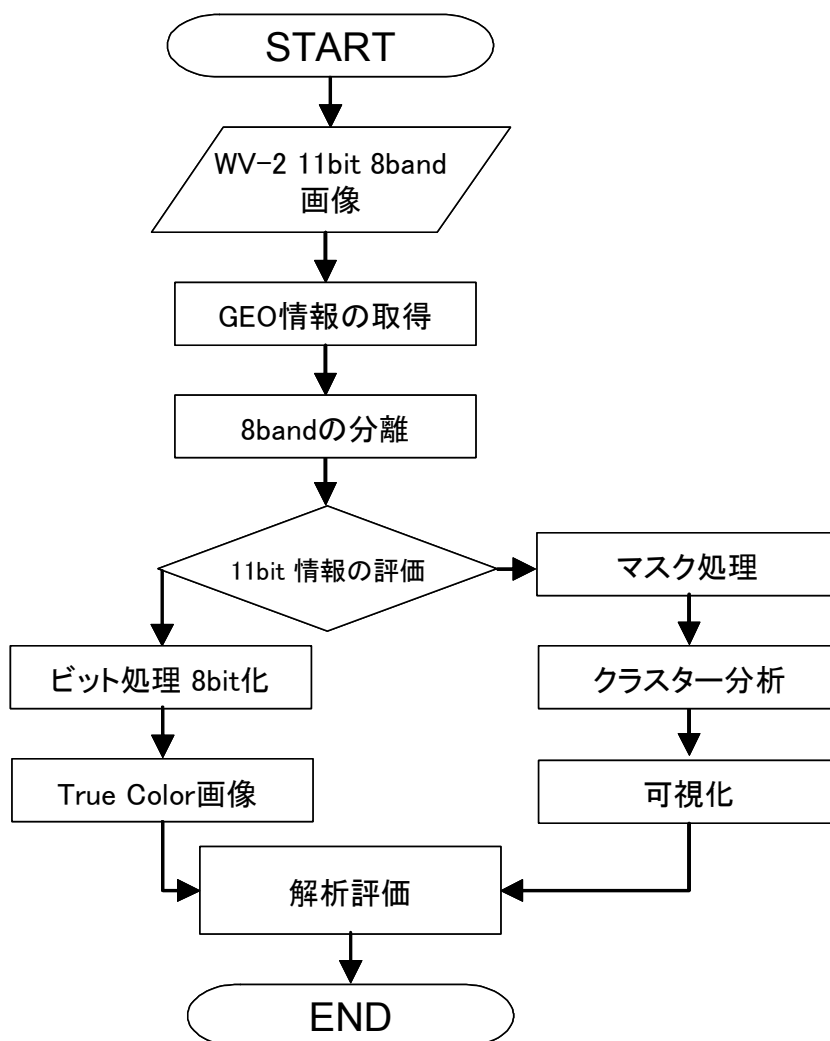 START
WV-2 11bit 8band
画像
GEO情報の取得
8bandの分離
11bit 情報の評価
マスク処理
ビット処理 8bit化
クラスター分析
True Color画像
可視化
解析評価
END